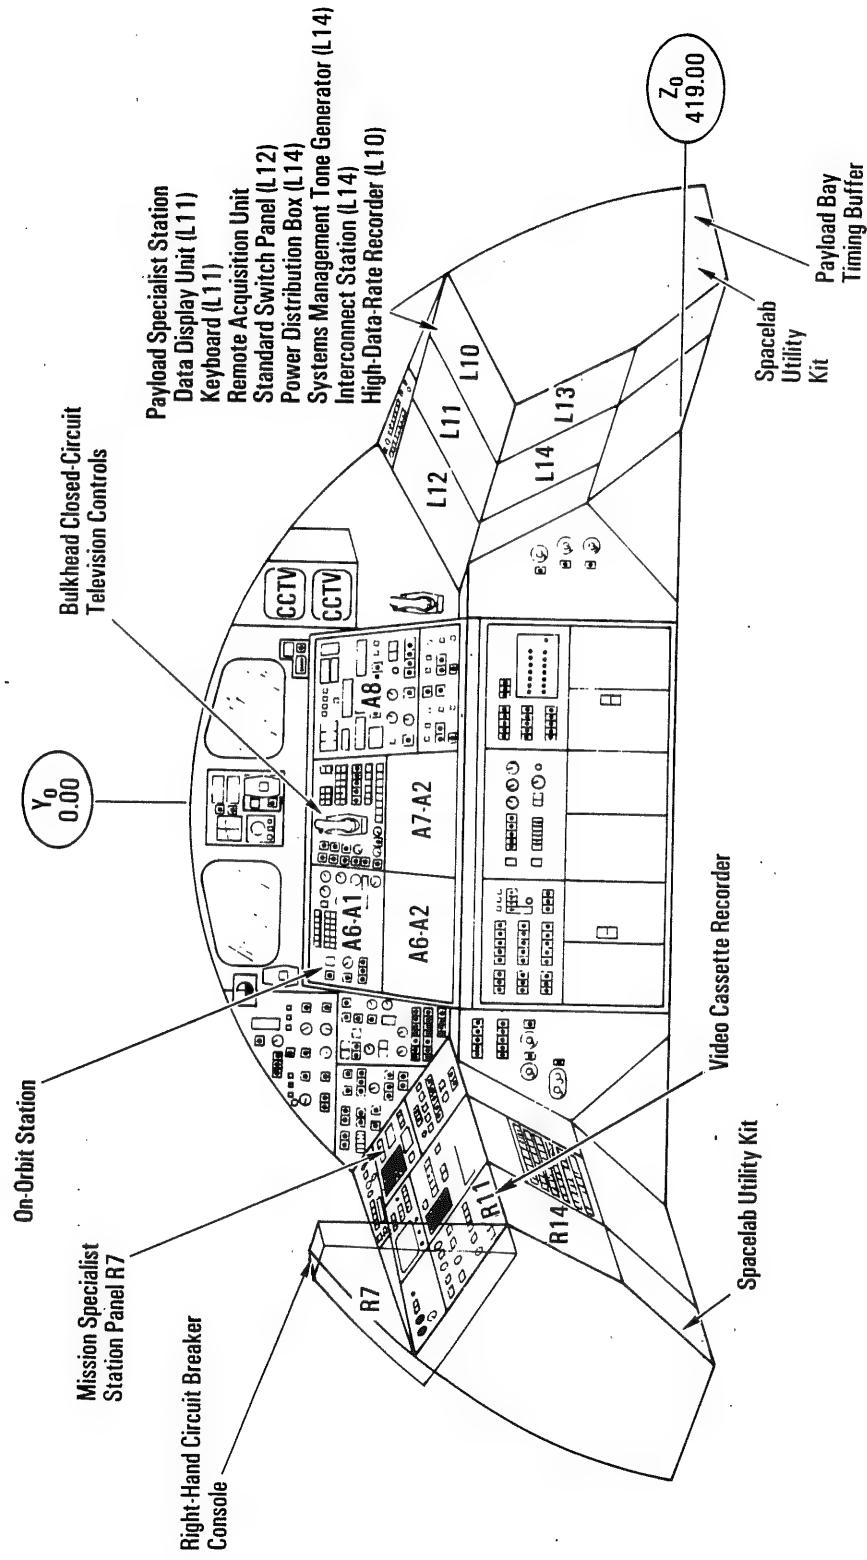 Right-Hand Circuit Breaker
Console
Mission Specialist
Station Panel R7
On-Orbit Station
Y₀
0.00
Bulkhead Closed-Circuit
Television Controls
Payload Specialist Station
Data Display Unit (L11)
Keyboard (L11)
Remote Acquisition Unit
Standard Switch Panel (L12)
Power Distribution Box (L14)
Systems Management Tone Generator (L14)
Interconnect Station (L14)
High-Data-Rate Recorder (L10)
CCTV
CCTV
R7
R11
R14
A6-A1
A6-A2
A7-A2
A8
L12
L11
L10
L14
L13
Z₀
419.00
Spacelab Utility Kit
Video Cassette Recorder
Spacelab
Utility
Kit
Payload Bay
Timing Buffer